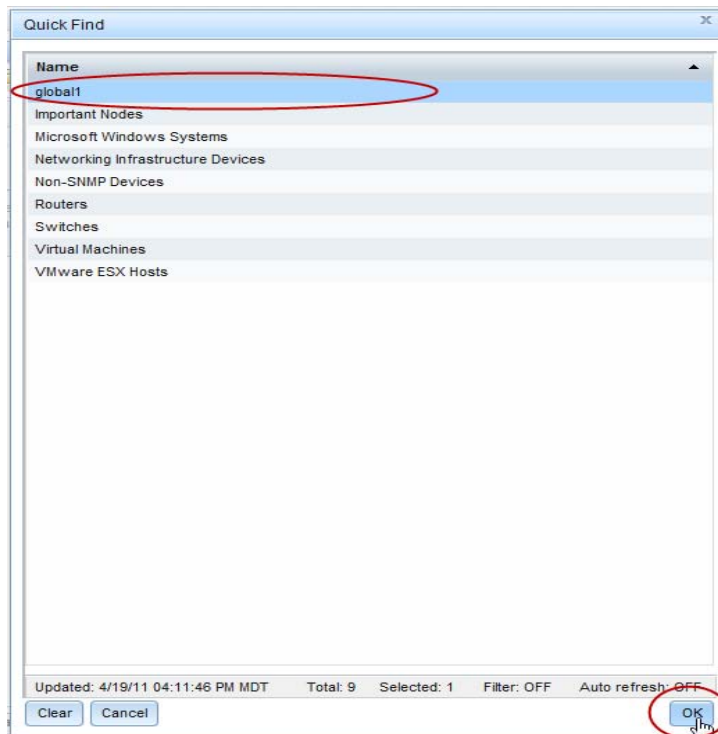 Quick Find
x
Name
global1
Important Nodes
Microsoft Windows Systems
Networking Infrastructure Devices
Non-SNMP Devices
Routers
Switches
Virtual Machines
VMware ESX Hosts
Updated: 4/19/11 04:11:46 PM MDT Total: 9 Selected: 1 Filter: OFF Auto refresh: OFF
Clear Cancel OK